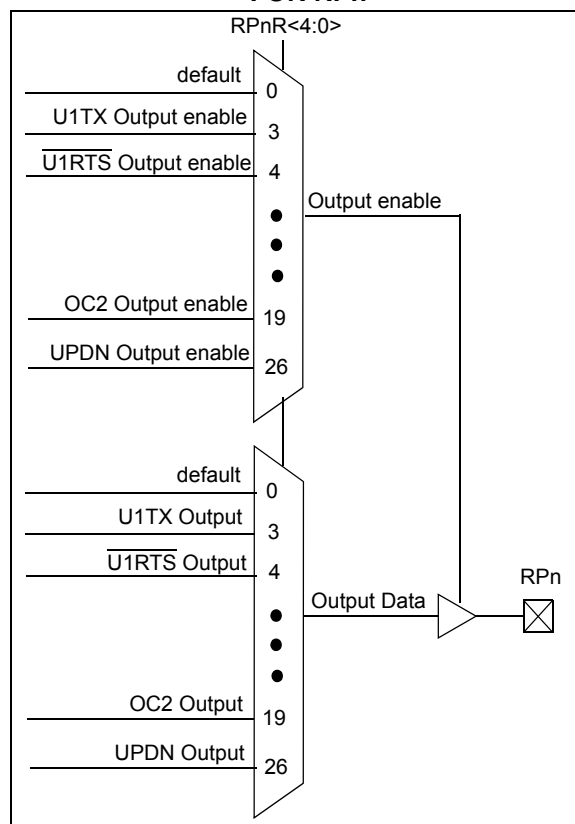 RPnR<4:0>
default
0
U1TX Output enable
3
U1RTS Output enable
4
Output enable
OC2 Output enable
19
UPDN Output enable
26
default
0
U1TX Output
3
U1RTS Output
4
Output Data
RPn
OC2 Output
19
UPDN Output
26